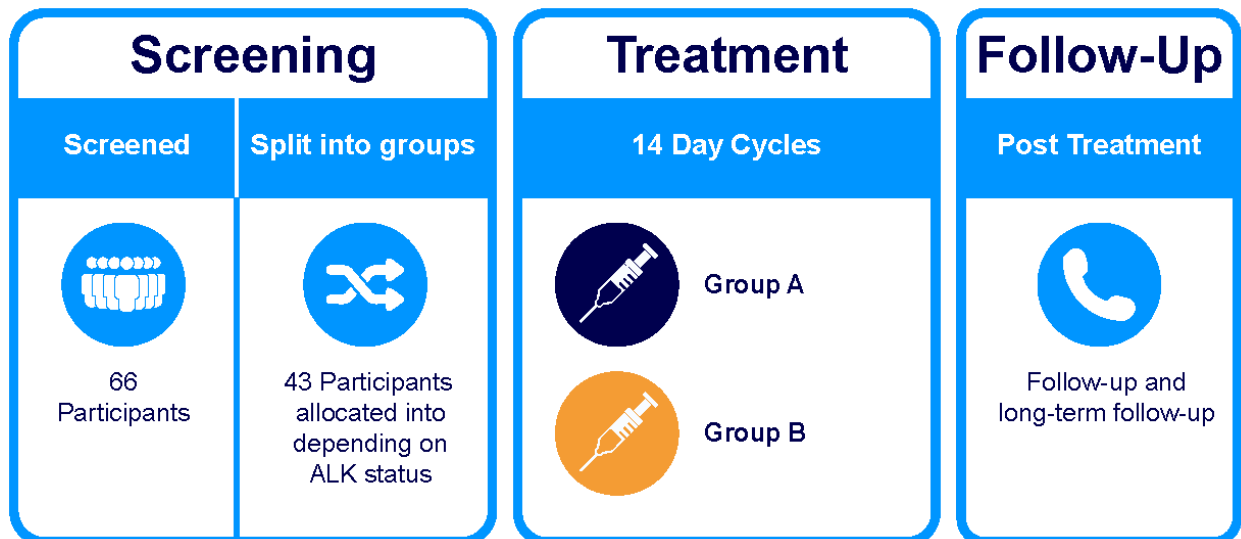 Screening
Treatment
Follow-Up
Screened
Split into groups
14 Day Cycles
Post Treatment
66
Participants
43 Participants
allocated into
depending on
ALK status
Group A
Group B
Follow-up and
long-term follow-up